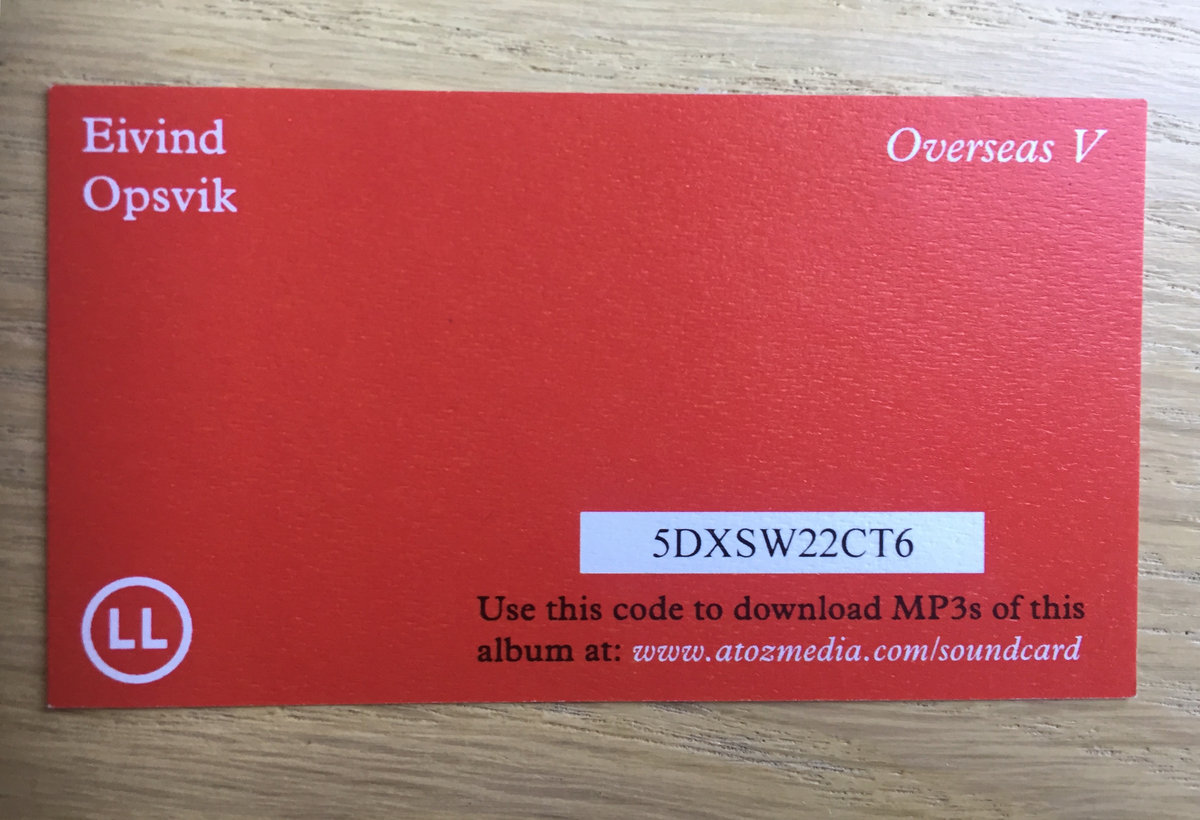 Eivind
Opsvik
Overseas V
5DXSW22CT6
Use this code to download MP3s of this
album at: www.atozmedia.com/soundcard
LL